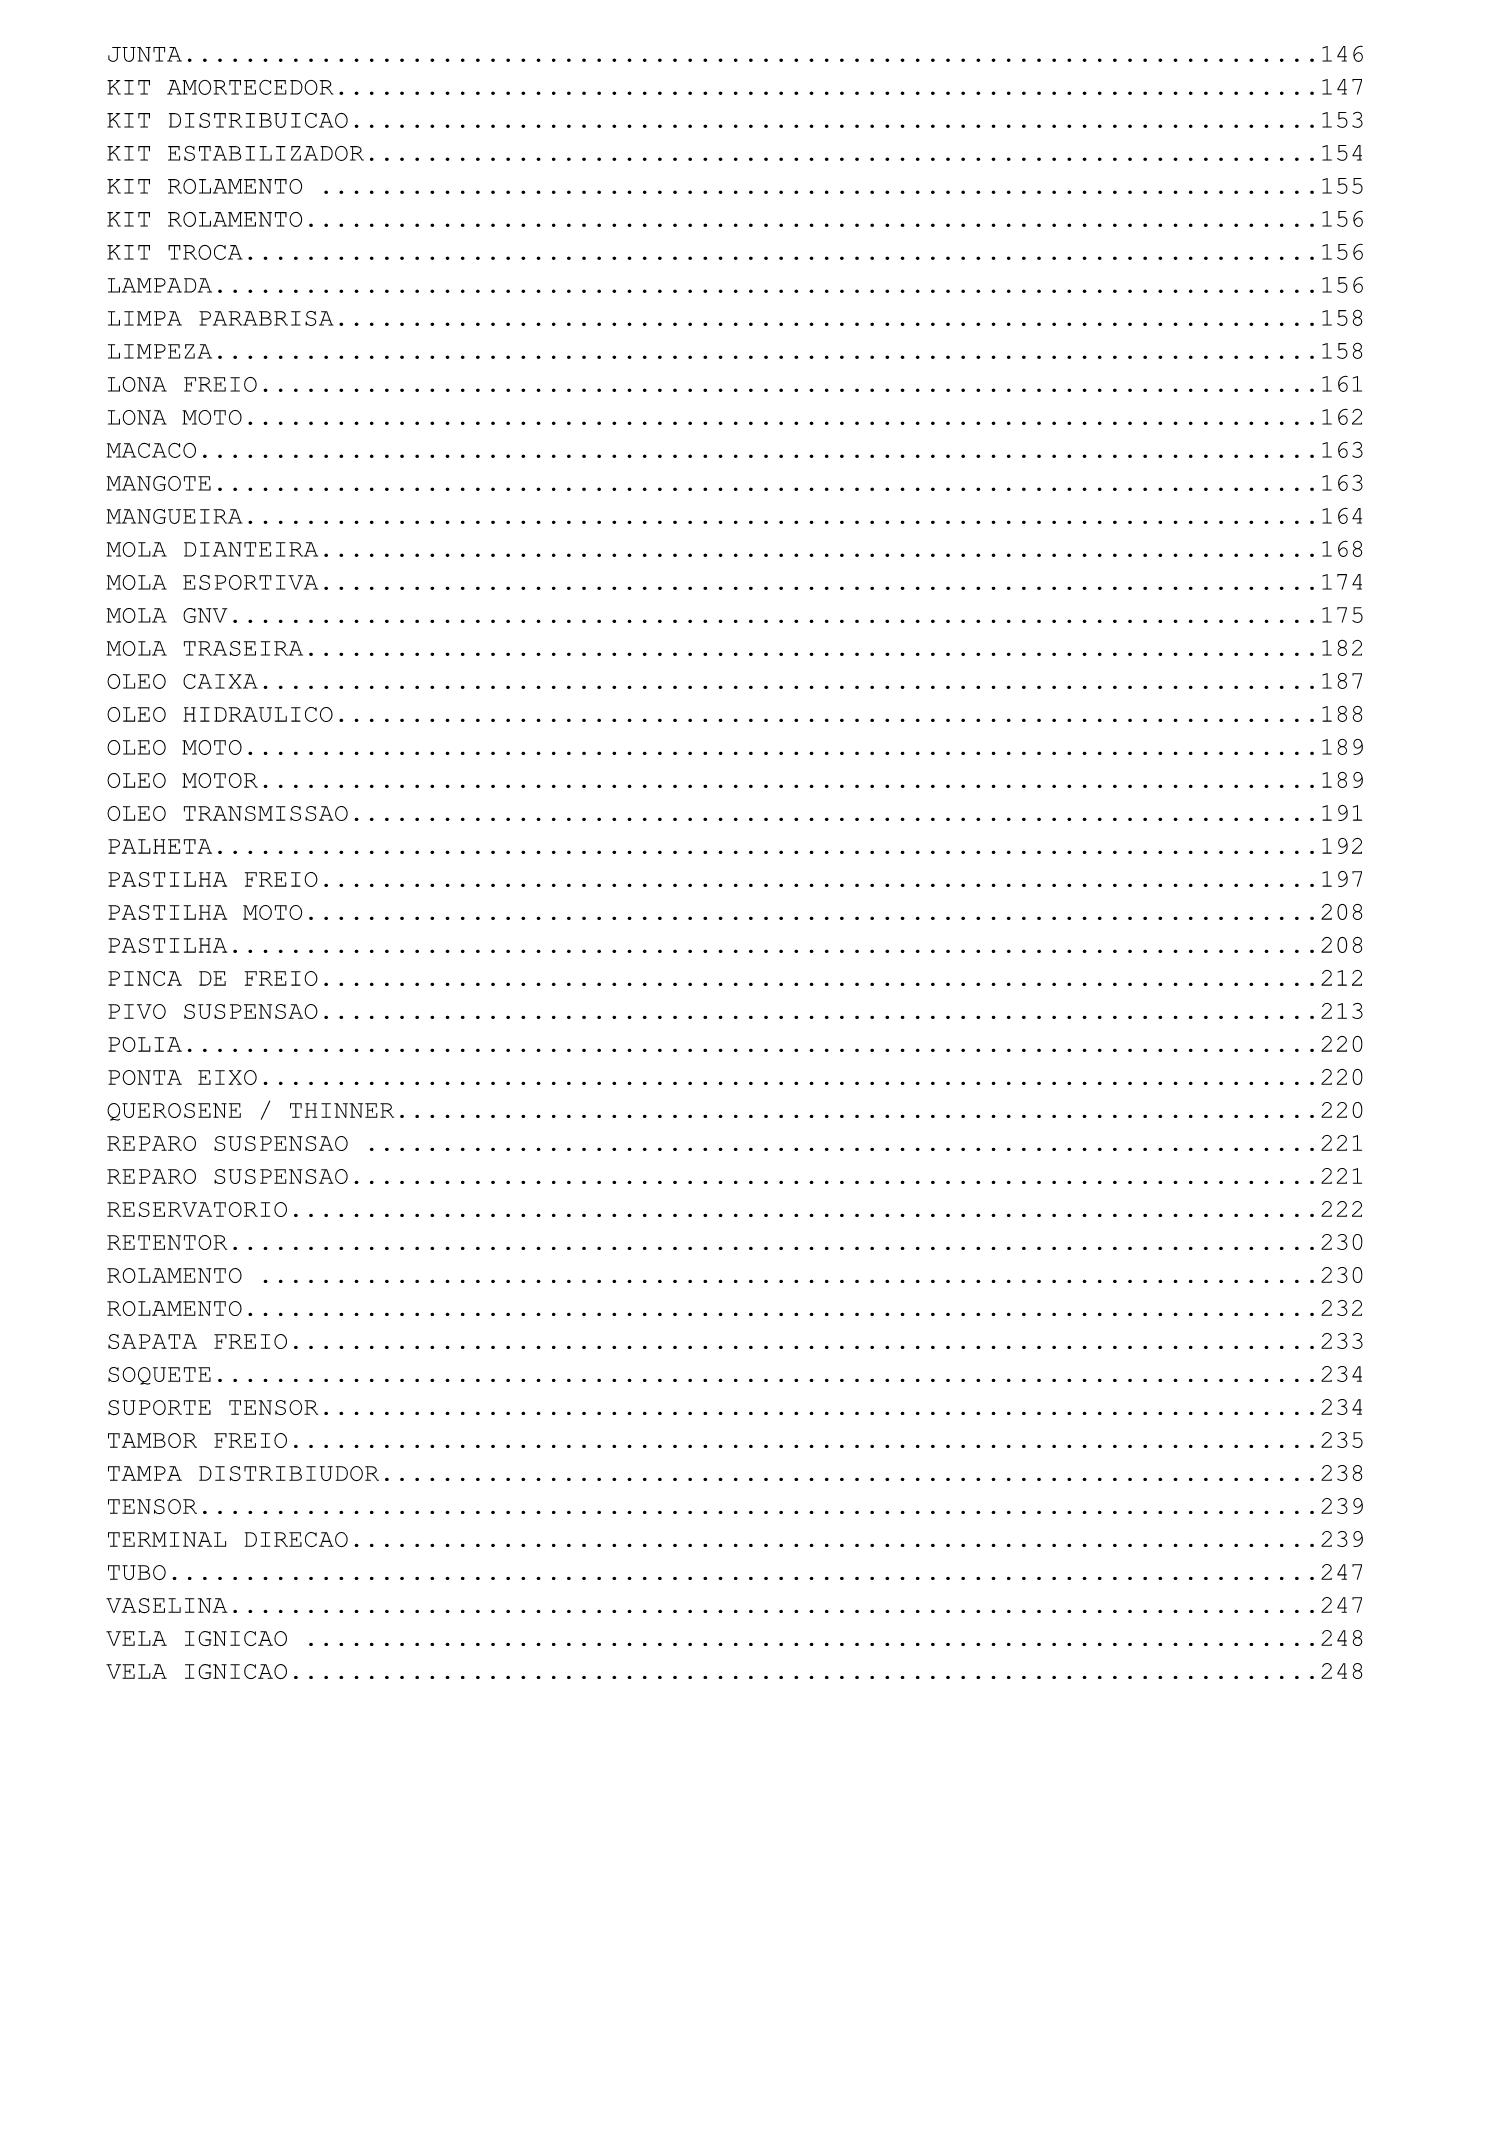 JUNTA...........................................................................146
KIT AMORTECEDOR.................................................................147
KIT DISTRIBUICAO................................................................153
KIT ESTABILIZADOR...............................................................154
KIT ROLAMENTO ..................................................................155
KIT ROLAMENTO...................................................................156
KIT TROCA.......................................................................156
LAMPADA.........................................................................156
LIMPA PARABRISA.................................................................158
LIMPEZA.........................................................................158
LONA FREIO......................................................................161
LONA MOTO.......................................................................162
MACACO..........................................................................163
MANGOTE.........................................................................163
MANGUEIRA.......................................................................164
MOLA DIANTEIRA..................................................................168
MOLA ESPORTIVA..................................................................174
MOLA GNV........................................................................175
MOLA TRASEIRA...................................................................182
OLEO CAIXA......................................................................187
OLEO HIDRAULICO.................................................................188
OLEO MOTO.......................................................................189
OLEO MOTOR......................................................................189
OLEO TRANSMISSAO................................................................191
PALHETA.........................................................................192
PASTILHA FREIO..................................................................197
PASTILHA MOTO...................................................................208
PASTILHA........................................................................208
PINCA DE FREIO..................................................................212
PIVO SUSPENSAO..................................................................213
POLIA...........................................................................220
PONTA EIXO......................................................................220
QUEROSENE / THINNER.............................................................220
REPARO SUSPENSAO ...............................................................221
REPARO SUSPENSAO................................................................221
RESERVATORIO....................................................................222
RETENTOR........................................................................230
ROLAMENTO ......................................................................230
ROLAMENTO.......................................................................232
SAPATA FREIO....................................................................233
SOQUETE.........................................................................234
SUPORTE TENSOR..................................................................234
TAMBOR FREIO....................................................................235
TAMPA DISTRIBIUDOR..............................................................238
TENSOR..........................................................................239
TERMINAL DIRECAO................................................................239
TUBO............................................................................247
VASELINA........................................................................247
VELA IGNICAO ...................................................................248
VELA IGNICAO....................................................................248